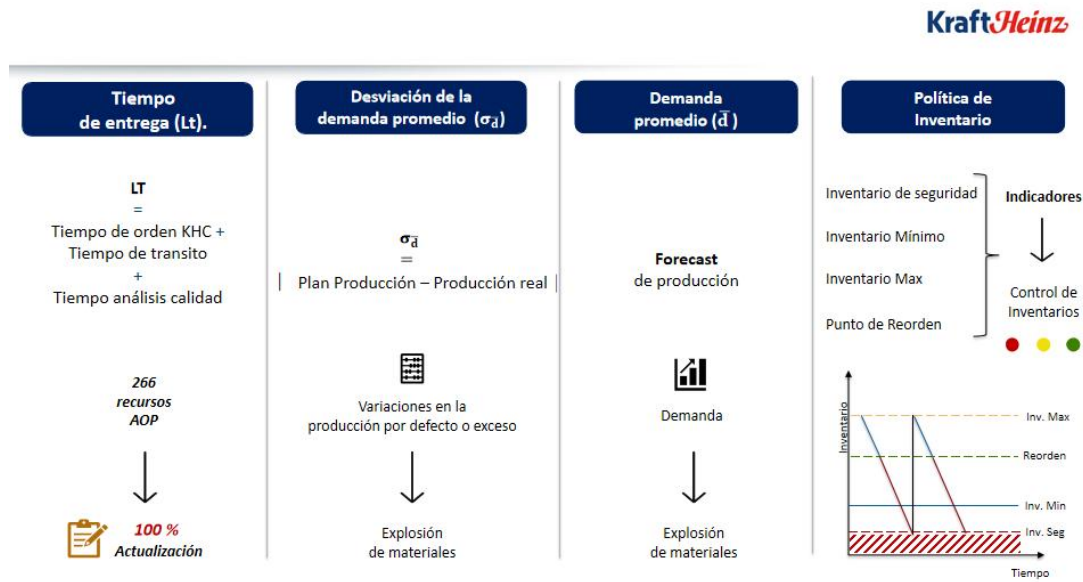 KraftHeinz
Tiempo
de entrega (Lt).
LT
=
Tiempo de orden KHC +
Tiempo de transito
+
Tiempo análisis calidad
266
recursos
AOP
100 %
Actualización
Desviación de la
demanda promedio (σd̄)
σd̄
=
| Plan Producción – Producción real |
Variaciones en la
producción por defecto o exceso
Explosión
de materiales
Demanda
promedio (d̄ )
Forecast
de producción
Demanda
Explosión
de materiales
Política de
Inventario
Inventario de seguridad
Inventario Mínimo
Inventario Max
Punto de Reorden
Indicadores
Control de
Inventarios
Inventario
Inv. Max
Reorden
Inv. Min
Inv. Seg
Tiempo